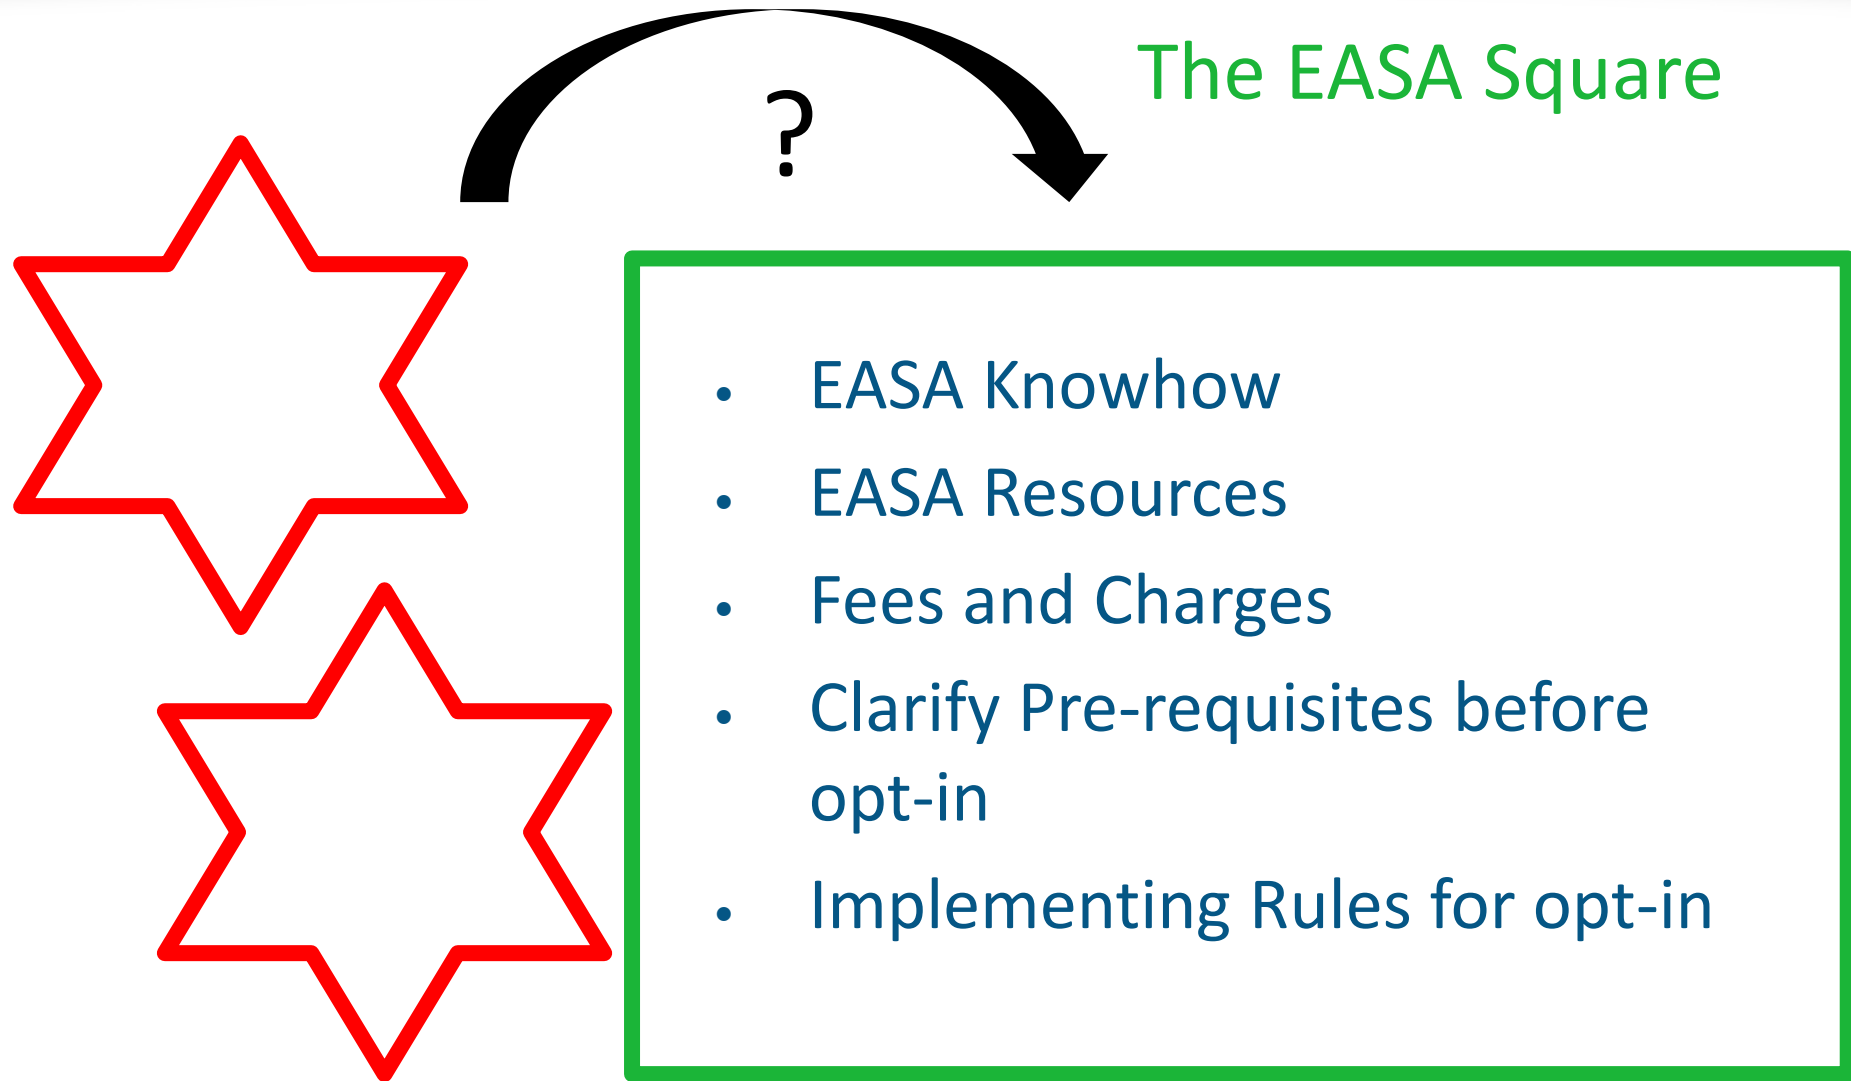 The EASA Square
?
• EASA Knowhow
• EASA Resources
• Fees and Charges
• Clarify Pre-requisites before
opt-in
• Implementing Rules for opt-in